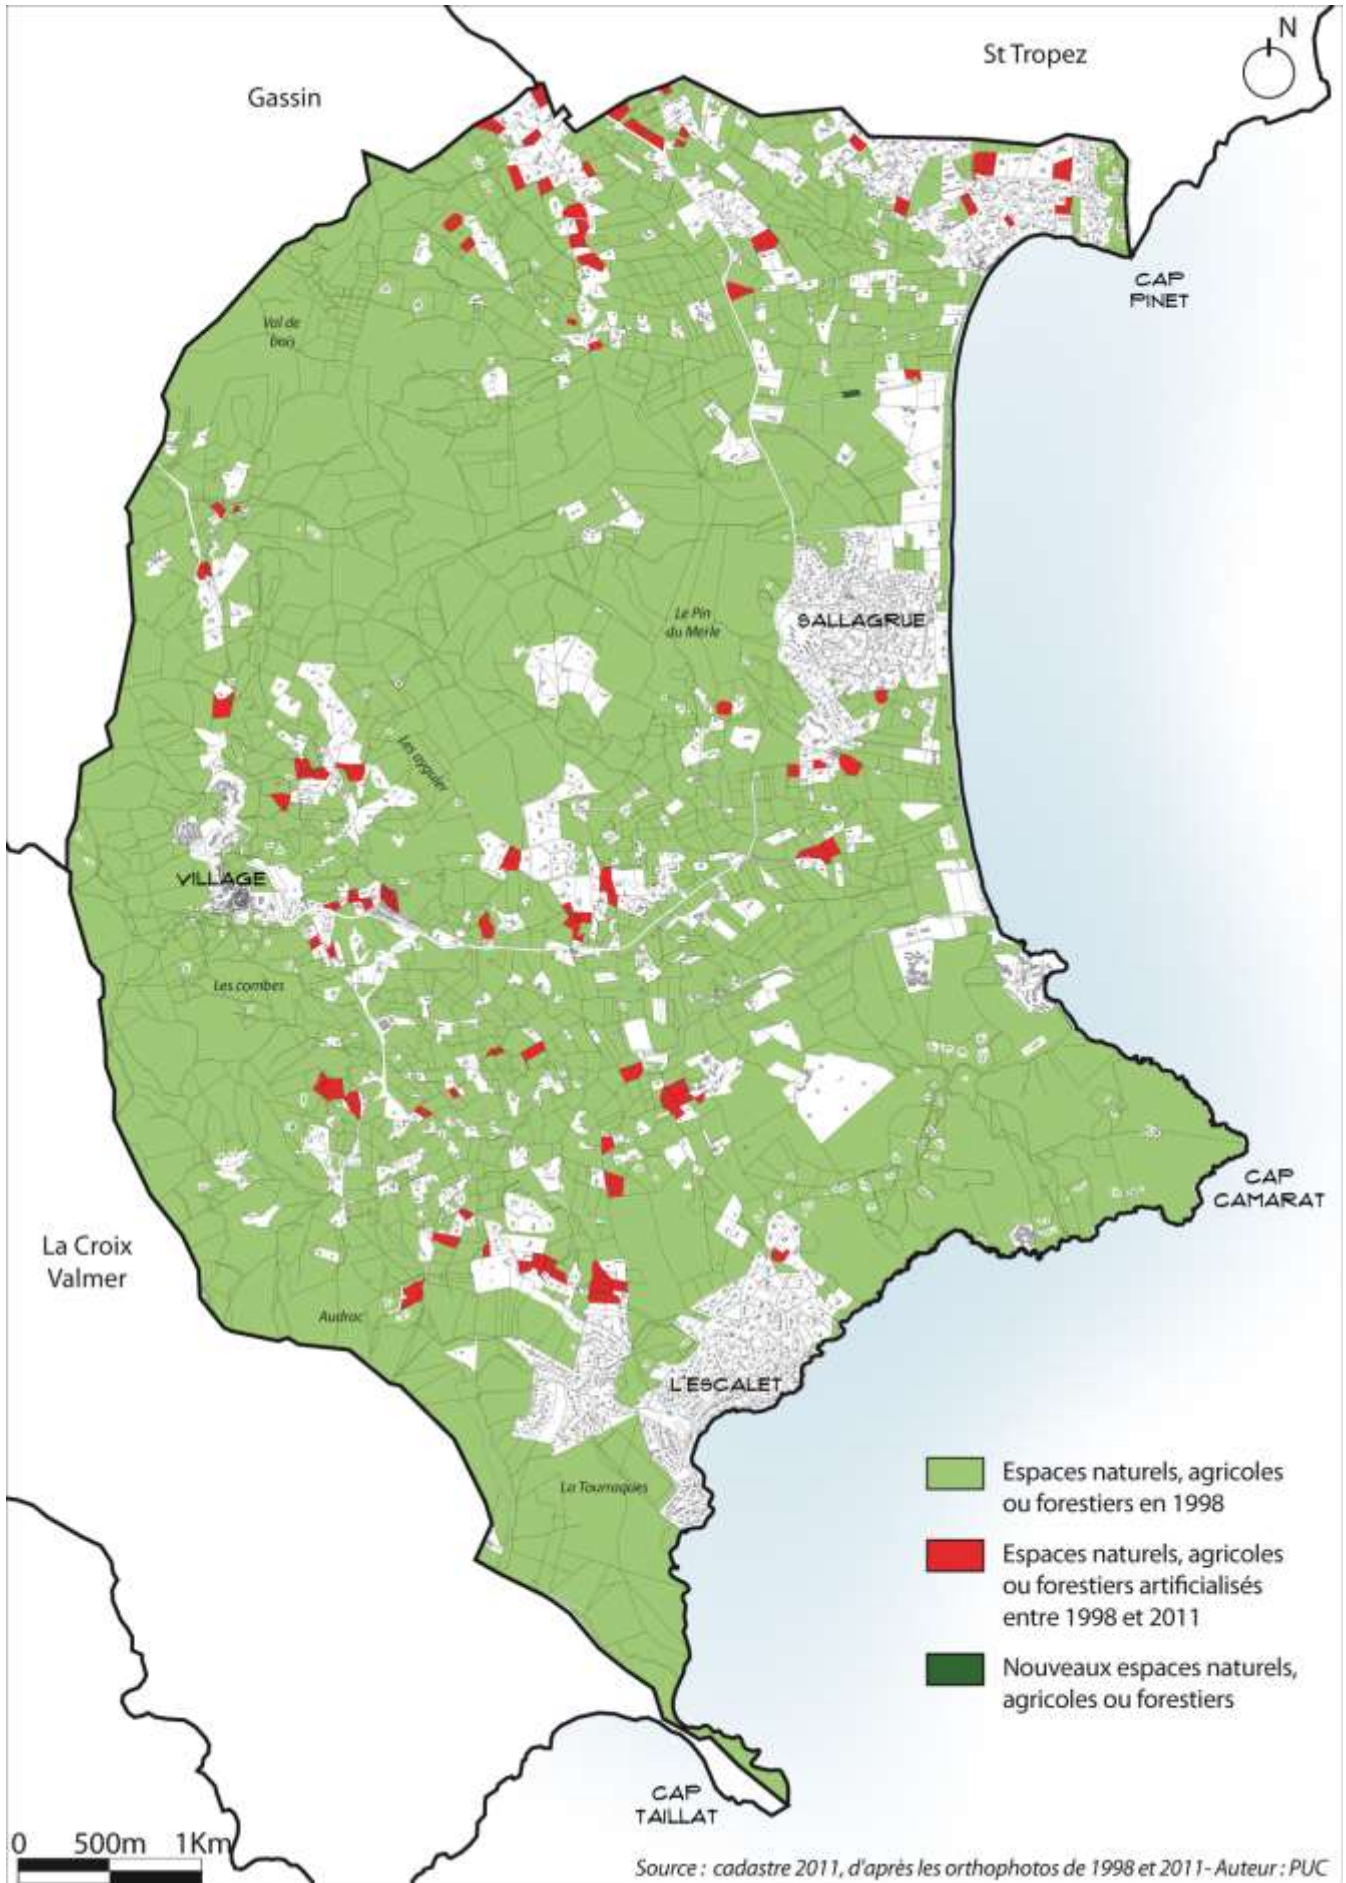 N
St Tropez
Gassin
CAP
PINET
Val de
bois
Le Pin
du Merle
SALLAGRUE
Les ayguier
VILLAGE
Les combes
CAP
CAMARAT
La Croix
Valmer
Audrac
L'ESCALET
La Tourraques
Espaces naturels, agricoles
ou forestiers en 1998
Espaces naturels, agricoles
ou forestiers artificialisés
entre 1998 et 2011
Nouveaux espaces naturels,
agricoles ou forestiers
CAP
TAILLAT
0 500m 1Km
Source : cadastre 2011, d'après les orthophotos de 1998 et 2011- Auteur : PUC